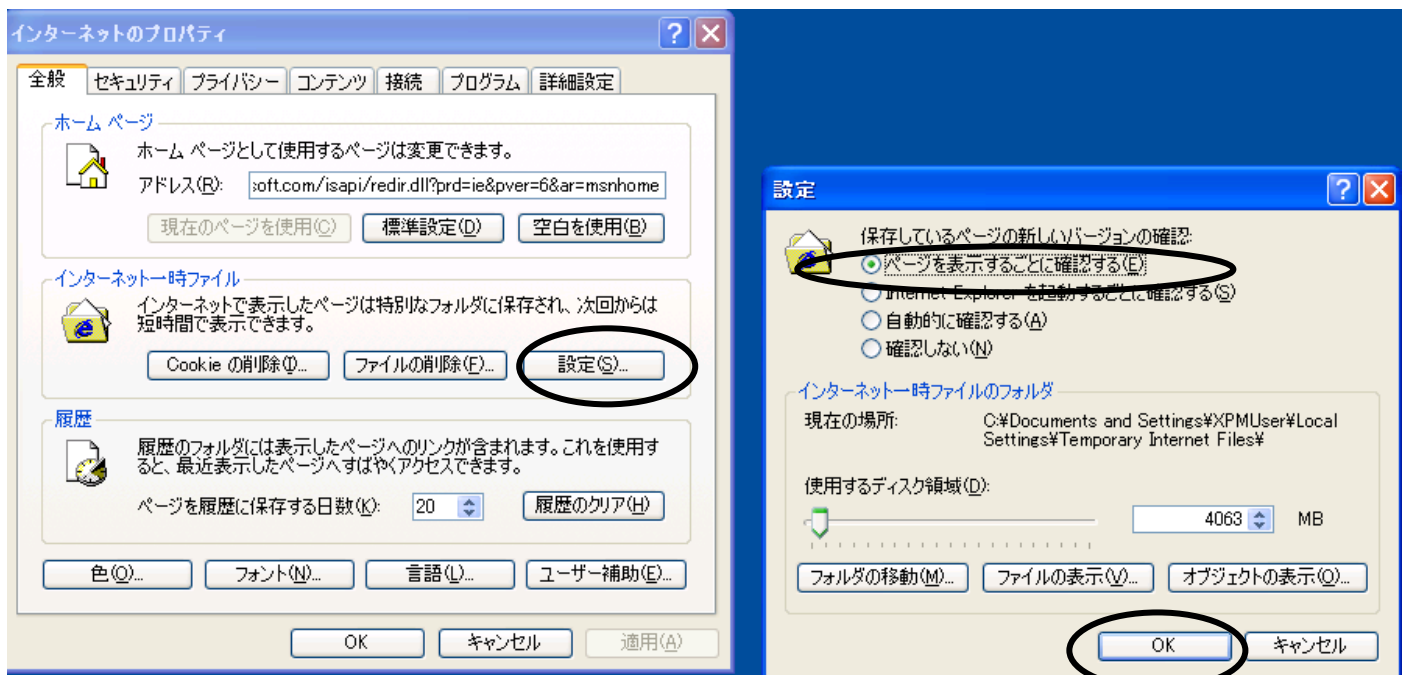 インターネットのプロパティ
全般 セキュリティ プライバシー コンテンツ 接続 プログラム 詳細設定
ホーム ページ
ホーム ページとして使用するページは変更できます。
アドレス(R): soft.com/isapi/redir.dll?prd=ie&pver=6&ar=msnhome
現在のページを使用(C) 標準設定(D) 空白を使用(B)
インターネット一時ファイル
インターネットで表示したページは特別なフォルダに保存され、次回からは
短時間で表示できます。
Cookie の削除(I)... ファイルの削除(F)... 設定(S)...
履歴
履歴のフォルダには表示したページへのリンクが含まれます。これを使用す
ると、最近表示したページへすばやくアクセスできます。
ページを履歴に保存する日数(K): 20 履歴のクリア(H)
色(O)... フォント(N)... 言語(L)... ユーザー補助(E)...
OK キャンセル 適用(A)
設定
保存しているページの新しいバージョンの確認:
ページを表示するごとに確認する(E)
Internet Explorer を起動するごとに確認する(S)
自動的に確認する(A)
確認しない(N)
インターネット一時ファイルのフォルダ
現在の場所: C:¥Documents and Settings¥XPMUser¥Local
Settings¥Temporary Internet Files¥
使用するディスク領域(D):
4063 MB
フォルダの移動(M)... ファイルの表示(V)... オブジェクトの表示(O)...
OK キャンセル